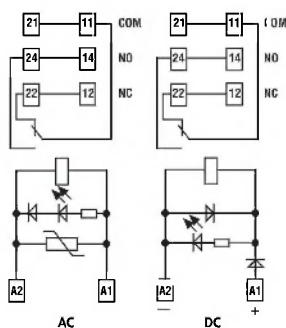 21 11 COM 21 11 COM
24 14 NO 24 14 NO
22 12 NC 22 12 NC
A2 A1 A2 A1
− +
AC DC